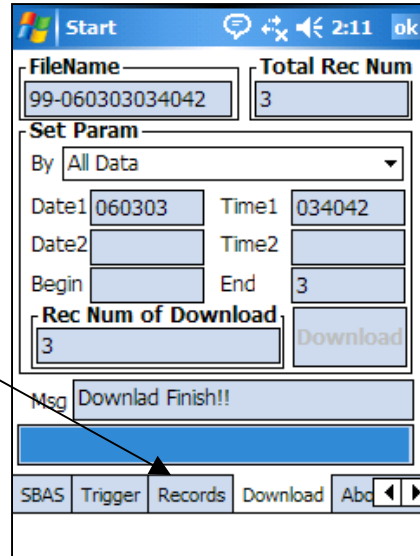 Start 2:11 ok
FileName Total Rec Num
99-060303034042 3
Set Param
By All Data
Date1 060303 Time1 034042
Date2 Time2
Begin End 3
Rec Num of Download
3 Download
Msg Downlad Finish!!
SBAS Trigger Records Download Abo